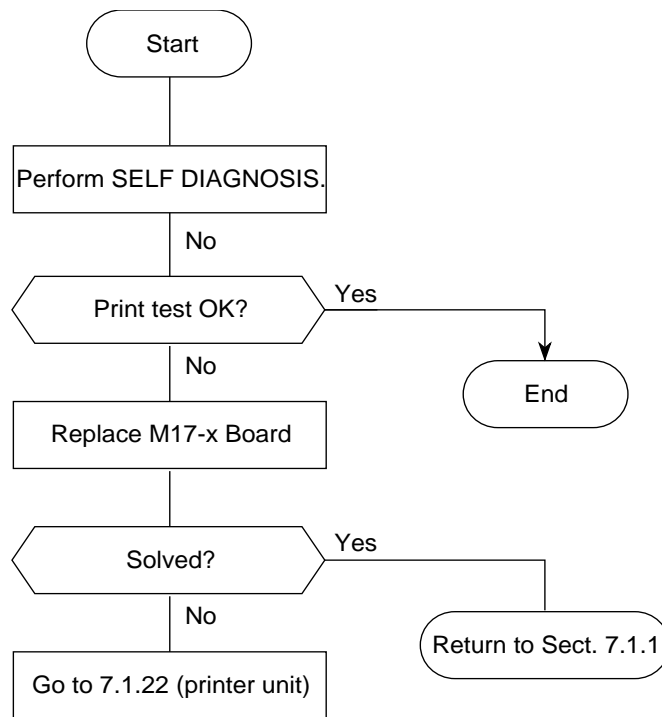 Start
Perform SELF DIAGNOSIS.
No
Print test OK?
Yes
No
End
Replace M17-x Board
Solved?
Yes
No
Return to Sect. 7.1.1
Go to 7.1.22 (printer unit)